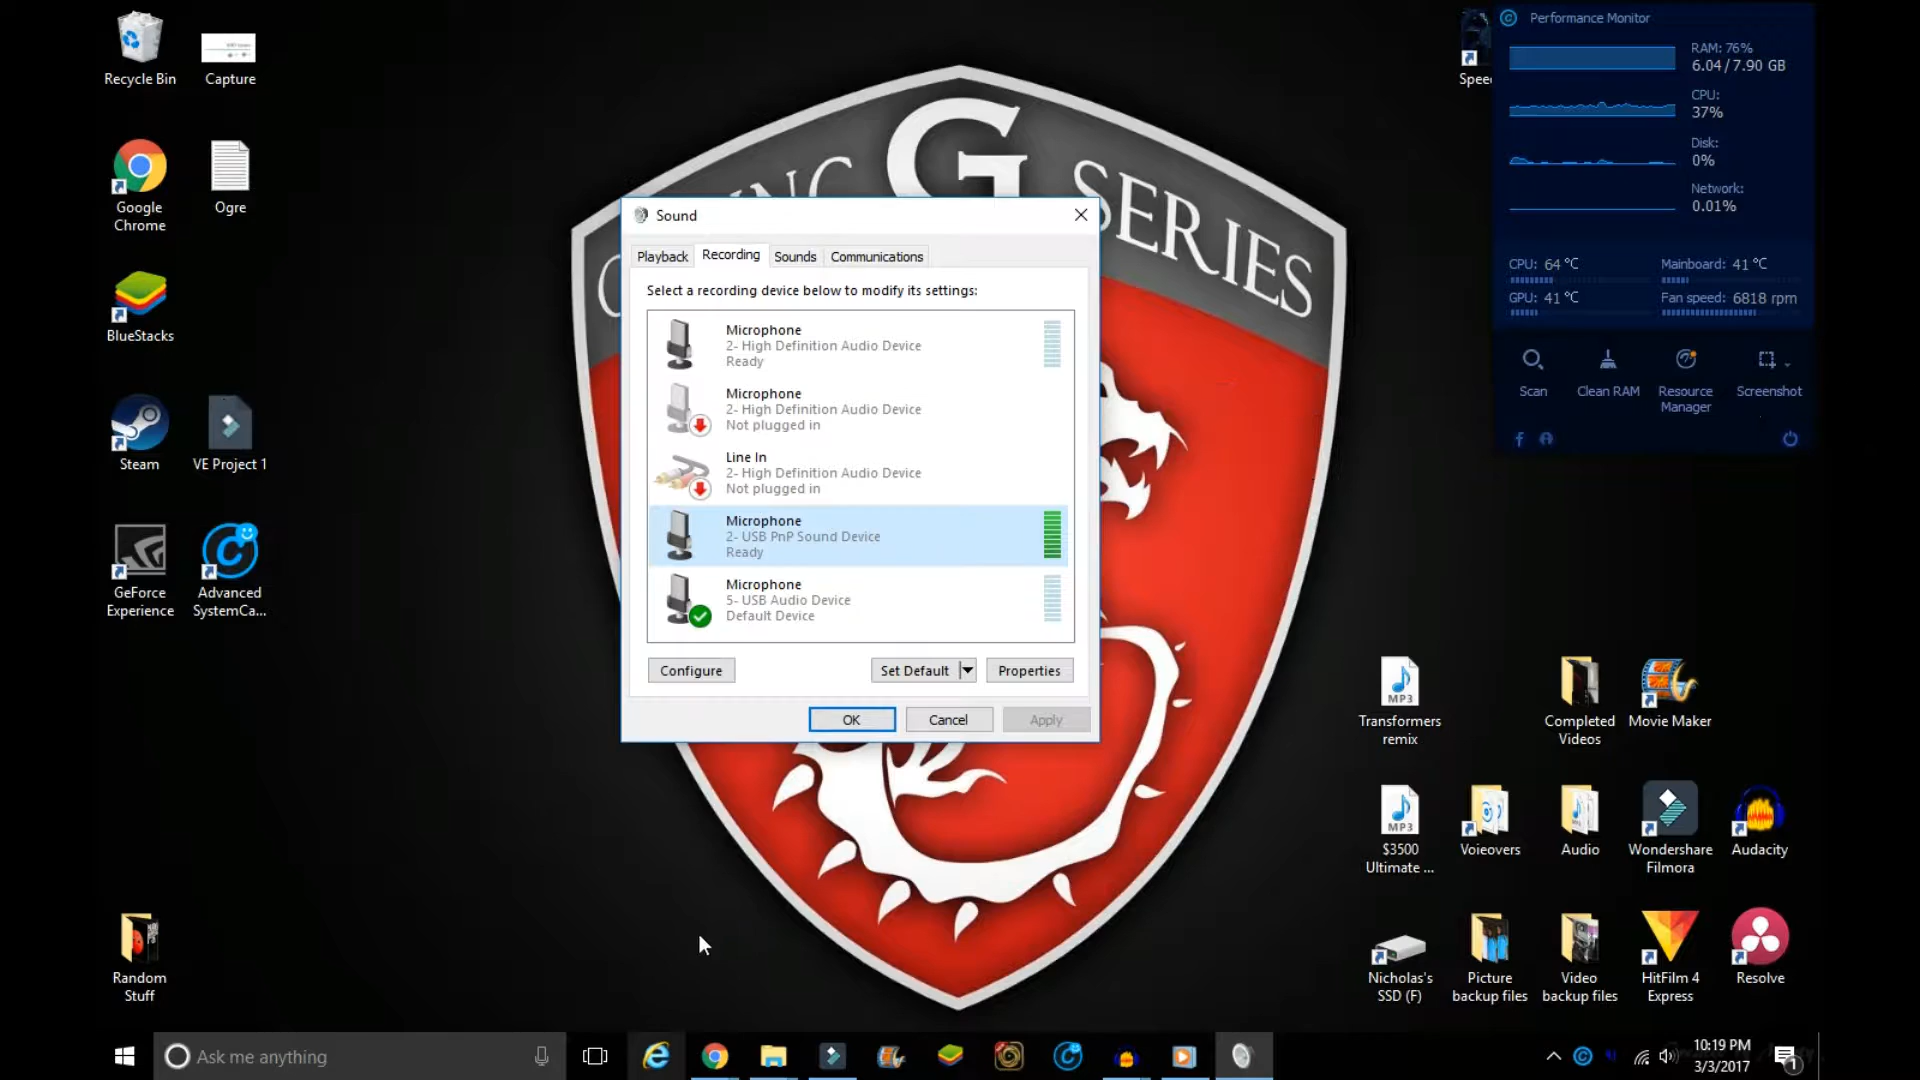 Recycle Bin
Capture
Google
Chrome
Ogre
BlueStacks
Steam
VE Project 1
GeForce
Experience
Advanced
SystemCa...
Random
Stuff
G SERIES
Sound
Playback
Recording
Sounds
Communications
Select a recording device below to modify its settings:
Microphone
2- High Definition Audio Device
Ready
Microphone
2- High Definition Audio Device
Not plugged in
Line In
2- High Definition Audio Device
Not plugged in
Microphone
2- USB PnP Sound Device
Ready
Microphone
5- USB Audio Device
Default Device
Configure
Set Default
Properties
OK
Cancel
Apply
Performance Monitor
RAM: 76%
6.04/7.90 GB
CPU:
37%
Disk:
0%
Network:
0.01%
CPU: 64 °C
Mainboard: 41 °C
GPU: 41 °C
Fan speed: 6818 rpm
Scan
Clean RAM
Resource
Manager
Screenshot
MP3
Transformers
remix
Completed
Videos
Movie Maker
MP3
$3500
Ultimate ...
Voieovers
Audio
Wondershare
Filmora
Audacity
Nicholas's
SSD (F)
Picture
backup files
Video
backup files
HitFilm 4
Express
Resolve
Ask me anything
10:19 PM
3/3/2017
1